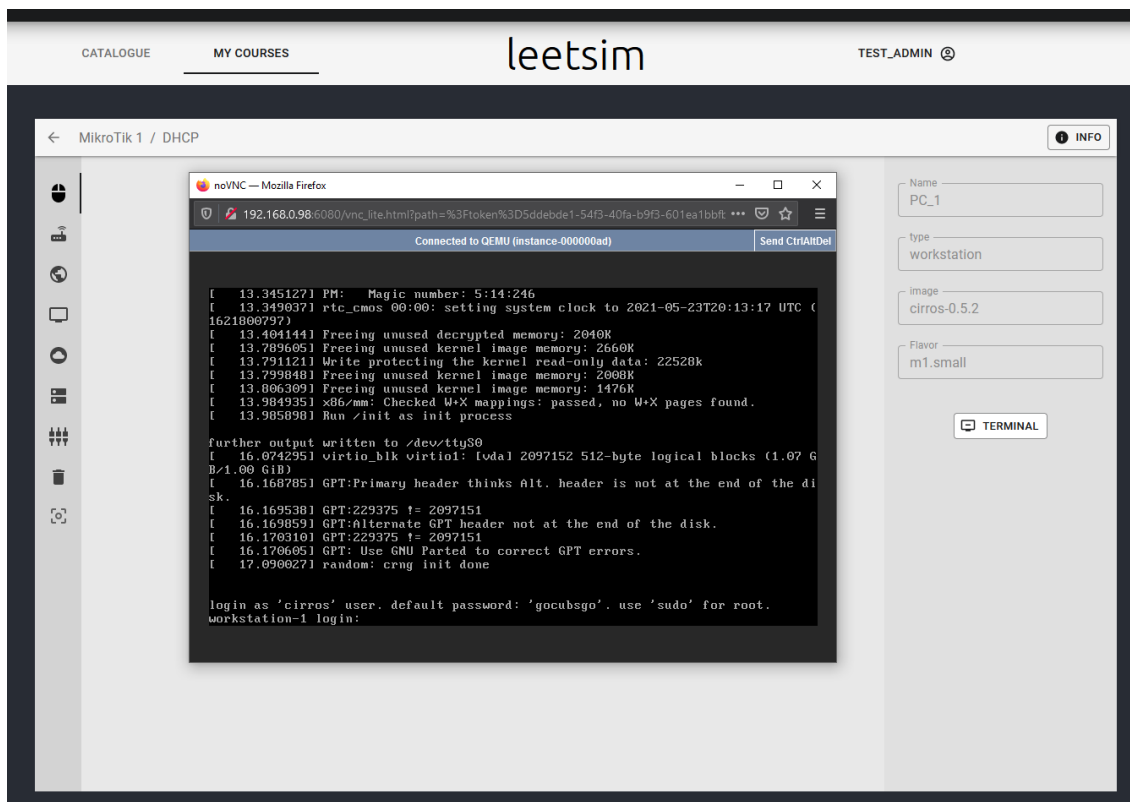 CATALOGUE
MY COURSES
leetsim
TEST_ADMIN
MikroTik 1 / DHCP
INFO
noVNC — Mozilla Firefox
192.168.0.98:6080/vnc_lite.html?path=%3Ftoken%3D5ddebde1-54f3-40fa-b9f3-601ea1bbft
Connected to QEMU (instance-000000ad)
Send CtrlAltDel
[   13.345127] PM:   Magic number: 5:14:246
[   13.349037] rtc_cmos 00:00: setting system clock to 2021-05-23T20:13:17 UTC (
1621800797)
[   13.404144] Freeing unused decrypted memory: 2040K
[   13.789605] Freeing unused kernel image memory: 2660K
[   13.791121] Write protecting the kernel read-only data: 22528k
[   13.799848] Freeing unused kernel image memory: 2008K
[   13.806309] Freeing unused kernel image memory: 1476K
[   13.984935] x86/mm: Checked W+X mappings: passed, no W+X pages found.
[   13.985898] Run /init as init process
further output written to /dev/ttyS0
[   16.074295] virtio_blk virtio1: [vda] 2097152 512-byte logical blocks (1.07 G
B/1.00 GiB)
[   16.168785] GPT:Primary header thinks Alt. header is not at the end of the di
sk.
[   16.169538] GPT:229375 != 2097151
[   16.169859] GPT:Alternate GPT header not at the end of the disk.
[   16.170310] GPT:229375 != 2097151
[   16.170605] GPT: Use GNU Parted to correct GPT errors.
[   17.090027] random: crng init done
login as 'cirros' user. default password: 'gocubsgo'. use 'sudo' for root.
workstation-1 login:
Name
PC_1
type
workstation
image
cirros-0.5.2
Flavor
m1.small
TERMINAL